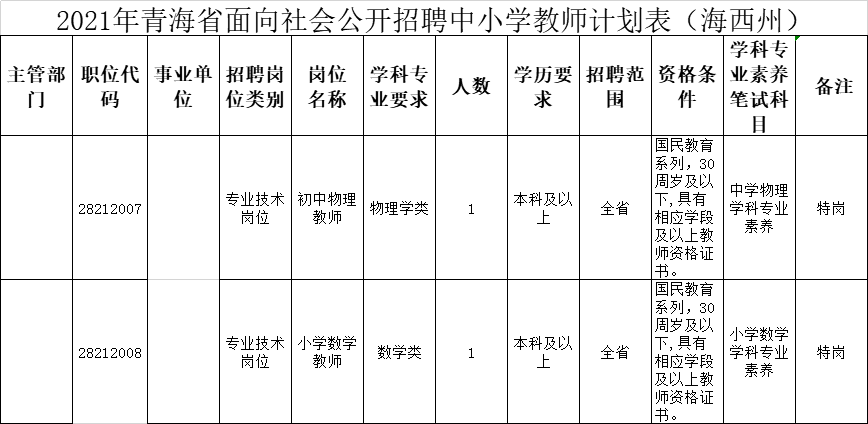 2021年青海省面向社会公开招聘中小学教师计划表（海西州）
主管部门 职位代码 事业单位 招聘岗位类别 岗位名称 学科专业要求 人数 学历要求 招聘范围 资格条件 学科专业素养笔试科目 备注
28212007 专业技术岗位 初中物理教师 物理学类 1 本科及以上 全省 国民教育系列，30周岁及以下,具有相应学段及以上教师资格证书。 中学物理学科专业素养 特岗
28212008 专业技术岗位 小学数学教师 数学类 1 本科及以上 全省 国民教育系列，30周岁及以下,具有相应学段及以上教师资格证书。 小学数学学科专业素养 特岗